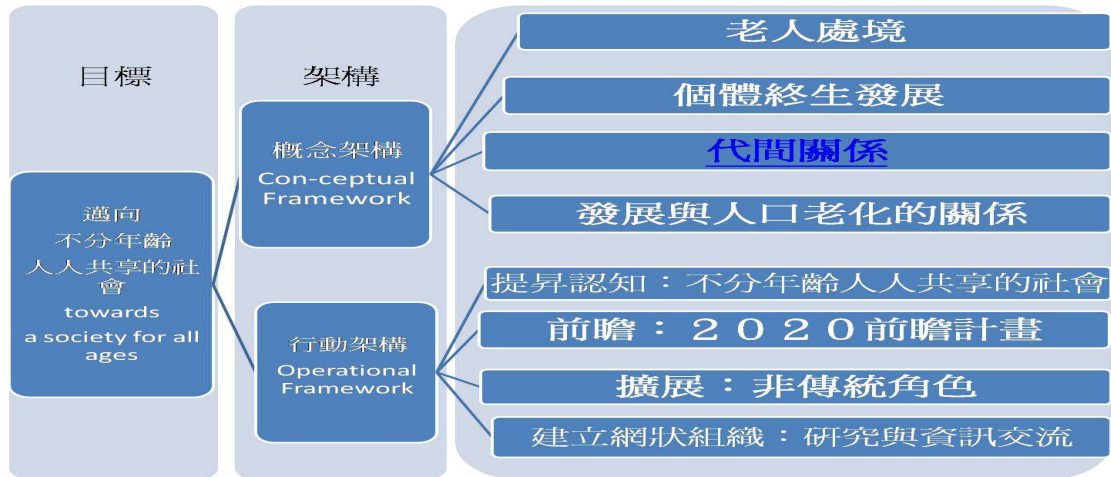 目標
邁向
不分年齡
人人共享的社
會
towards
a society for all
ages
架構
概念架構
Con-ceptual
Framework
行動架構
Operational
Framework
老人處境
個體終生發展
代間關係
發展與人口老化的關係
提昇認知：不分年齡人人共享的社會
前瞻：２０20前瞻計畫
擴展：非傳統角色
建立網狀組織：研究與資訊交流